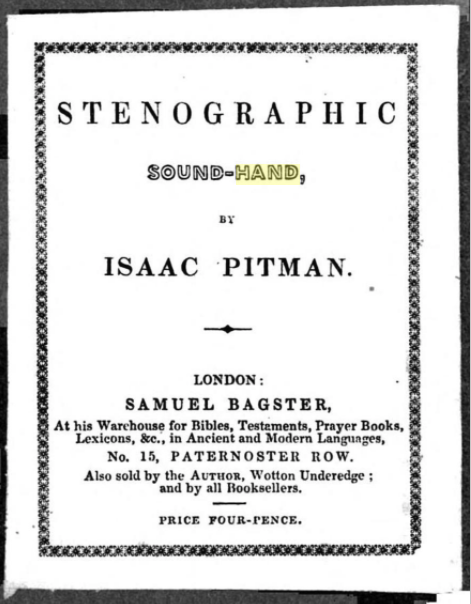 STENOGRAPHIC
SOUND-HAND,
BY
ISAAC PITMAN.
LONDON:
SAMUEL BAGSTER,
At his Warehouse for Bibles, Testaments, Prayer Books,
Lexicons, &c., in Ancient and Modern Languages,
No. 15, PATERNOSTER ROW.
Also sold by the AUTHOR, Wotton Underedge;
and by all Booksellers.
PRICE FOUR-PENCE.